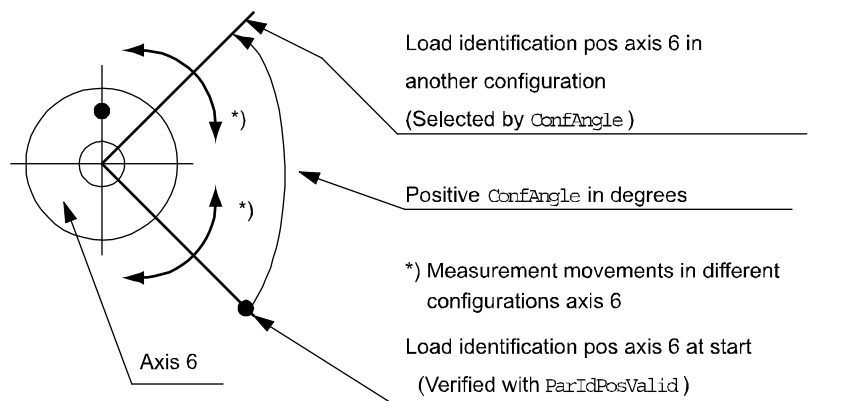 Load identification pos axis 6 in
another configuration
(Selected by ConfAngle)
*)
Positive ConfAngle in degrees
*)
*) Measurement movements in different
configurations axis 6
Load identification pos axis 6 at start
Axis 6
(Verified with ParIdPosValid)